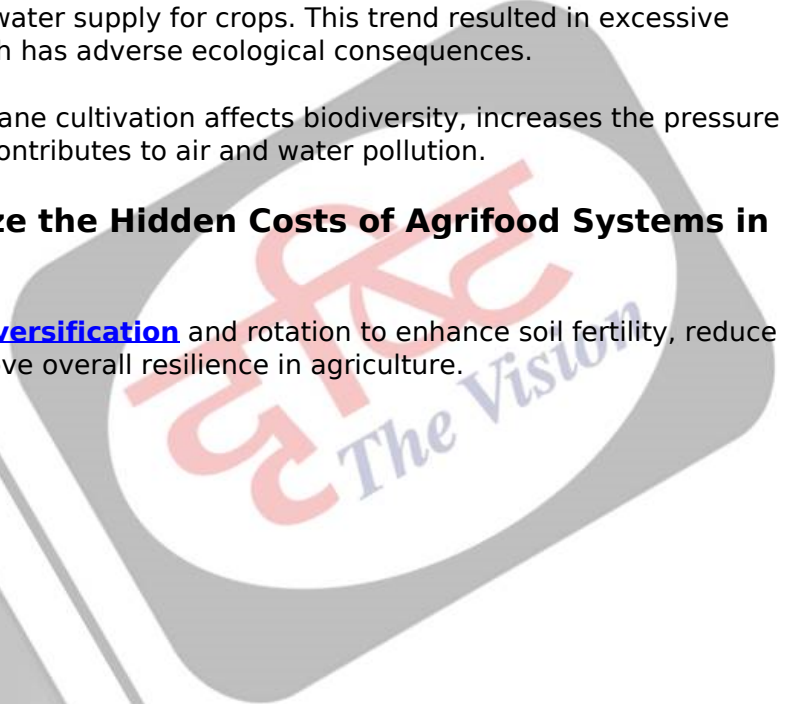 water supply for crops. This trend resulted in excessive
h has adverse ecological consequences.
ane cultivation affects biodiversity, increases the pressure
ontributes to air and water pollution.
ze the Hidden Costs of Agrifood Systems in
versification and rotation to enhance soil fertility, reduce
ve overall resilience in agriculture.
दृष्टि
The Vision